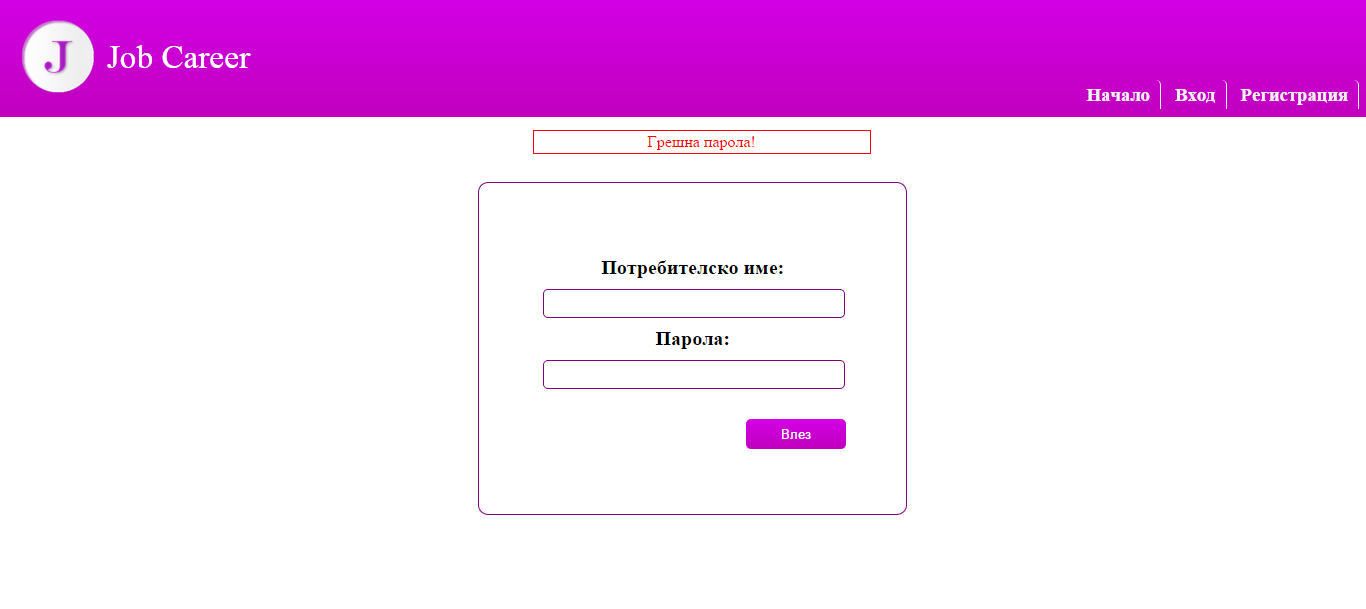 J
Job Career
Начало Вход Регистрация
Грешна парола!
Потребителско име:
Парола:
Влез